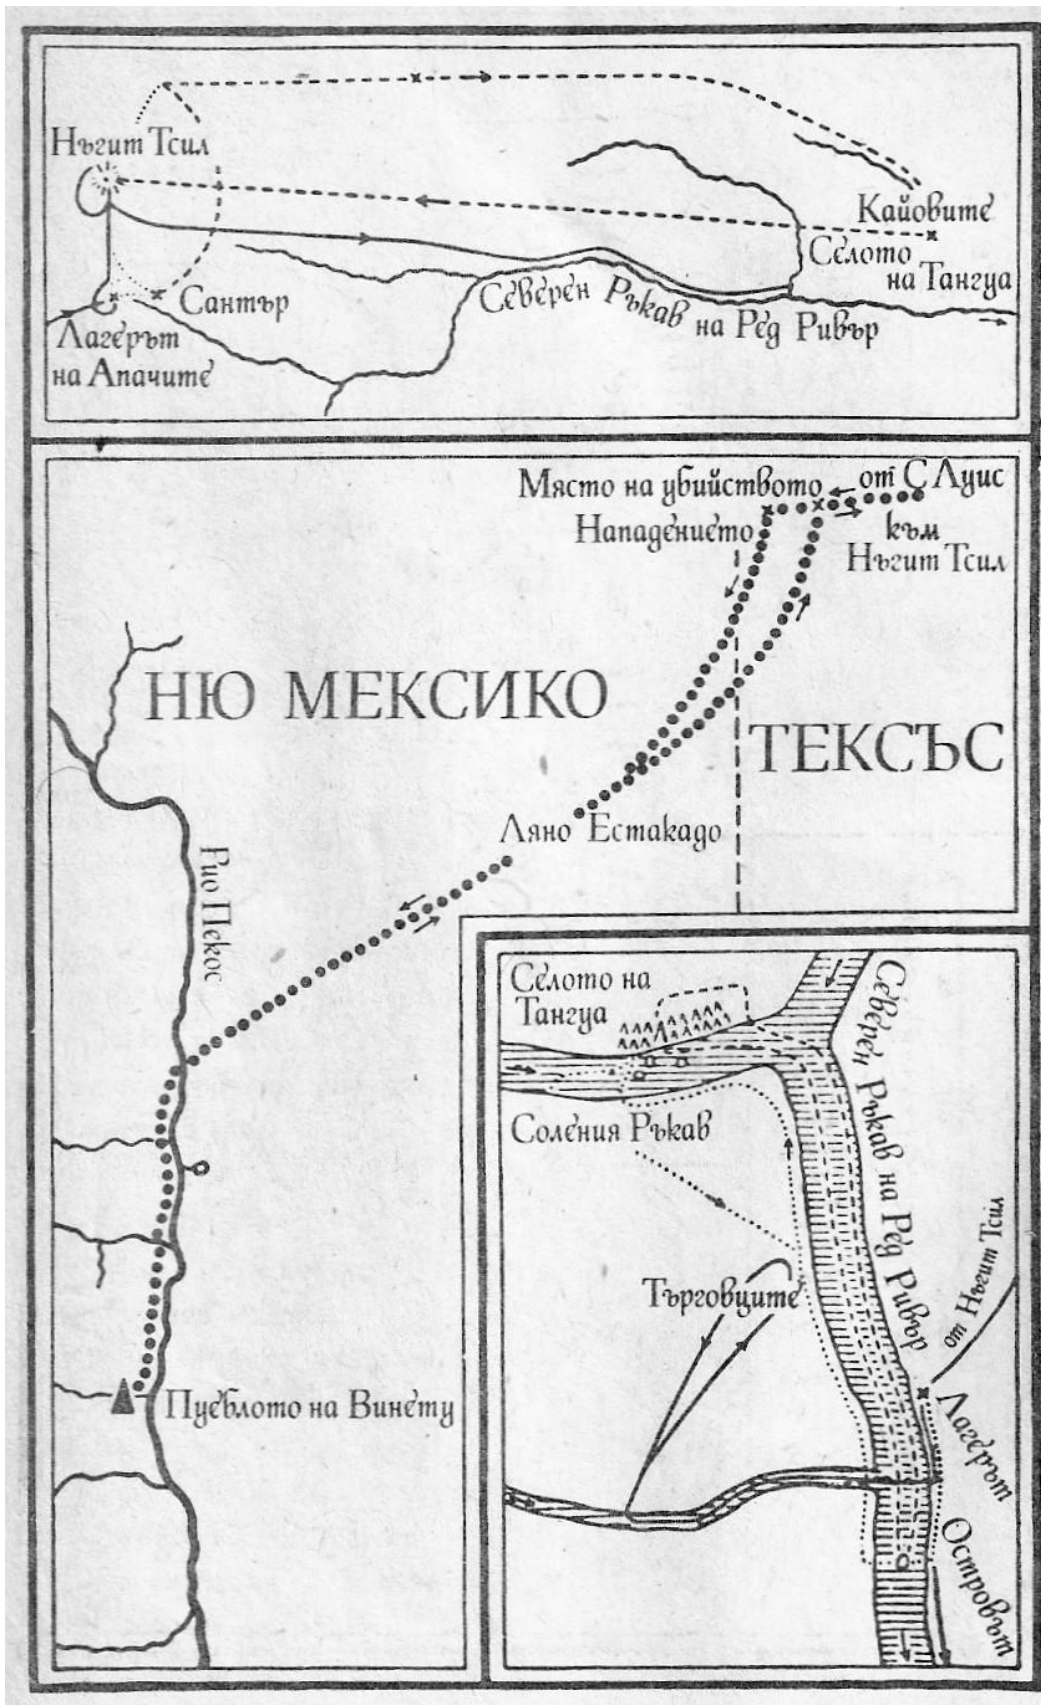 Нъгит Тсил
Кайовите
Селото
на Тангуа
Сантър
Северен Ръкав на Ред Ривър
Лагерът
на Апачите
Място на убийството
от С Луис
Нападението
към
Нъгит Тсил
НЮ МЕКСИКО
ТЕКСЪС
Ляно Естакадо
Рио Пекос
Пуеблото на Винету
Селото на
Тангуа
Северен Ръкав на Ред Ривър
Соления Ръкав
от Нъгит Тсил
Търговците
Лагерът
Островът